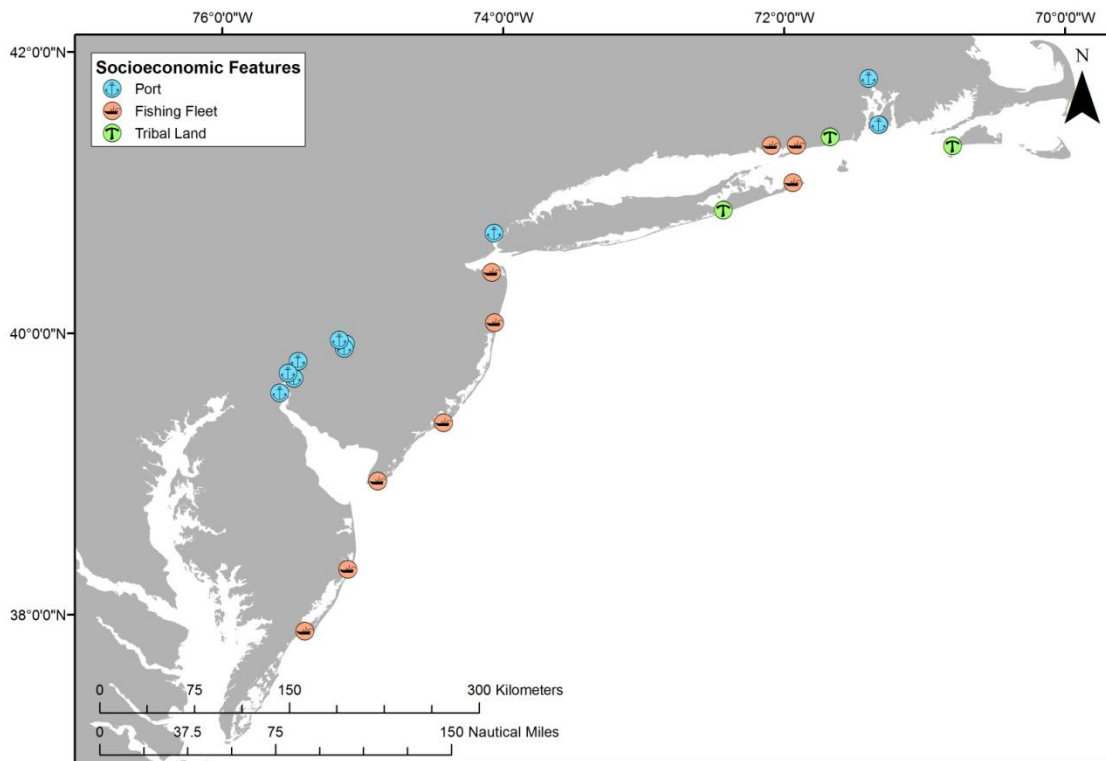 76°0'0"W 74°0'0"W 72°0'0"W 70°0'0"W
42°0'0"N
Socioeconomic Features
Port
Fishing Fleet
Tribal Land
N
40°0'0"N
38°0'0"N
0 75 150 300 Kilometers
0 37.5 75 150 Nautical Miles